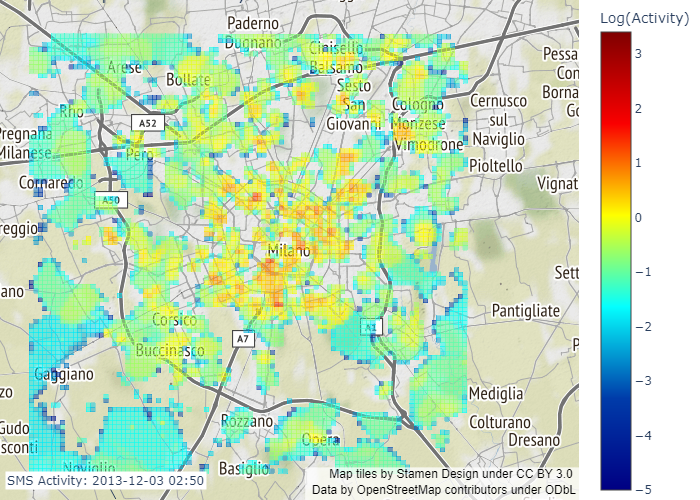 Log(Activity)
3
2
1
0
−1
−2
−3
−4
−5
Paderno
Dugnano
Cinisello
Balsamo
Arese
Bollate
Sesto
San
Giovanni
Cologno
Monzese
Cernusco
sul
Naviglio
Pessa
Con
Borna
Go
Rho
A52
Pregnana
Milanese
Pero
Vimodrone
Pioltello
Cornaredo
A50
Vignat
reggio
Milano
Sett
ano
Pantigliate
Corsico
A1
A7
Buccinasco
P
Gaggiano
zo
Mediglia
Rozzano
Colturano
Gudo
Opera
Dresano
sconti
Noviglio
Basiglio
SMS Activity: 2013-12-03 02:50
Map tiles by Stamen Design under CC BY 3.0
Data by OpenStreetMap contributors under ODbL